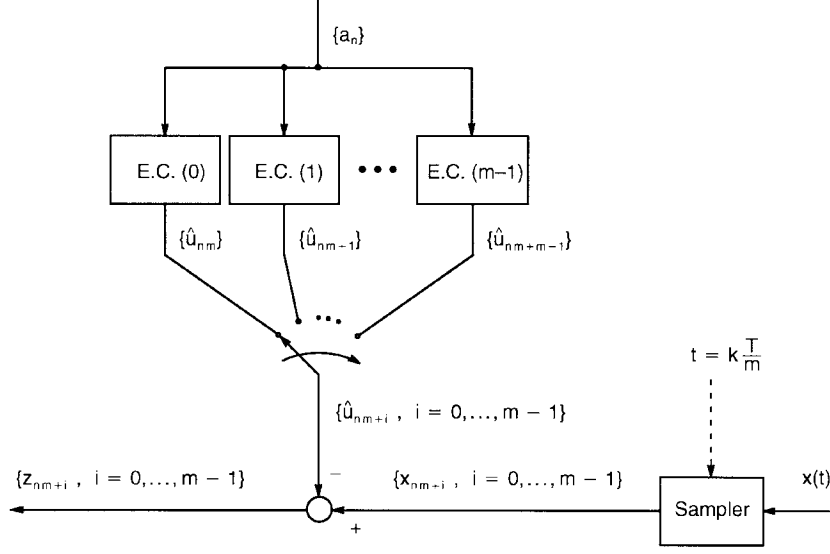 {aₙ}
E.C. (0)
E.C. (1)
• • •
E.C. (m–1)
{ûₙₘ}
{ûₙₘ₊₁}
{ûₙₘ₊ₘ₋₁}
t = k T/m
{ûₙₘ₊ᵢ , i = 0,..., m − 1}
{zₙₘ₊ᵢ , i = 0,..., m − 1}
−
{xₙₘ₊ᵢ , i = 0,..., m − 1}
x(t)
Sampler
+